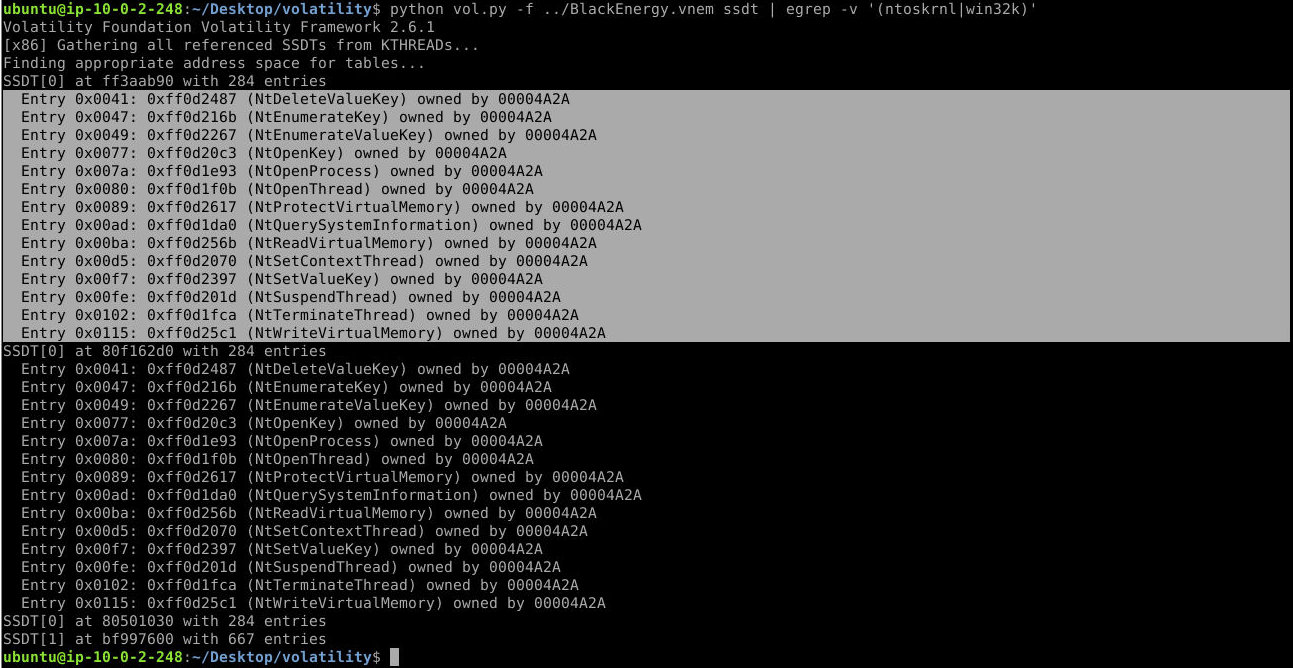 ubuntu@ip-10-0-2-248:~/Desktop/volatility$ python vol.py -f ../BlackEnergy.vnem ssdt | egrep -v '(ntoskrnl|win32k)'
Volatility Foundation Volatility Framework 2.6.1
[x86] Gathering all referenced SSDTs from KTHREADs...
Finding appropriate address space for tables...
SSDT[0] at ff3aab90 with 284 entries
  Entry 0x0041: 0xff0d2487 (NtDeleteValueKey) owned by 00004A2A
  Entry 0x0047: 0xff0d216b (NtEnumerateKey) owned by 00004A2A
  Entry 0x0049: 0xff0d2267 (NtEnumerateValueKey) owned by 00004A2A
  Entry 0x0077: 0xff0d20c3 (NtOpenKey) owned by 00004A2A
  Entry 0x007a: 0xff0d1e93 (NtOpenProcess) owned by 00004A2A
  Entry 0x0080: 0xff0d1f0b (NtOpenThread) owned by 00004A2A
  Entry 0x0089: 0xff0d2617 (NtProtectVirtualMemory) owned by 00004A2A
  Entry 0x00ad: 0xff0d1da0 (NtQuerySystemInformation) owned by 00004A2A
  Entry 0x00ba: 0xff0d256b (NtReadVirtualMemory) owned by 00004A2A
  Entry 0x00d5: 0xff0d2070 (NtSetContextThread) owned by 00004A2A
  Entry 0x00f7: 0xff0d2397 (NtSetValueKey) owned by 00004A2A
  Entry 0x00fe: 0xff0d201d (NtSuspendThread) owned by 00004A2A
  Entry 0x0102: 0xff0d1fca (NtTerminateThread) owned by 00004A2A
  Entry 0x0115: 0xff0d25c1 (NtWriteVirtualMemory) owned by 00004A2A
SSDT[0] at 80f162d0 with 284 entries
  Entry 0x0041: 0xff0d2487 (NtDeleteValueKey) owned by 00004A2A
  Entry 0x0047: 0xff0d216b (NtEnumerateKey) owned by 00004A2A
  Entry 0x0049: 0xff0d2267 (NtEnumerateValueKey) owned by 00004A2A
  Entry 0x0077: 0xff0d20c3 (NtOpenKey) owned by 00004A2A
  Entry 0x007a: 0xff0d1e93 (NtOpenProcess) owned by 00004A2A
  Entry 0x0080: 0xff0d1f0b (NtOpenThread) owned by 00004A2A
  Entry 0x0089: 0xff0d2617 (NtProtectVirtualMemory) owned by 00004A2A
  Entry 0x00ad: 0xff0d1da0 (NtQuerySystemInformation) owned by 00004A2A
  Entry 0x00ba: 0xff0d256b (NtReadVirtualMemory) owned by 00004A2A
  Entry 0x00d5: 0xff0d2070 (NtSetContextThread) owned by 00004A2A
  Entry 0x00f7: 0xff0d2397 (NtSetValueKey) owned by 00004A2A
  Entry 0x00fe: 0xff0d201d (NtSuspendThread) owned by 00004A2A
  Entry 0x0102: 0xff0d1fca (NtTerminateThread) owned by 00004A2A
  Entry 0x0115: 0xff0d25c1 (NtWriteVirtualMemory) owned by 00004A2A
SSDT[0] at 80501030 with 284 entries
SSDT[1] at bf997600 with 667 entries
ubuntu@ip-10-0-2-248:~/Desktop/volatility$